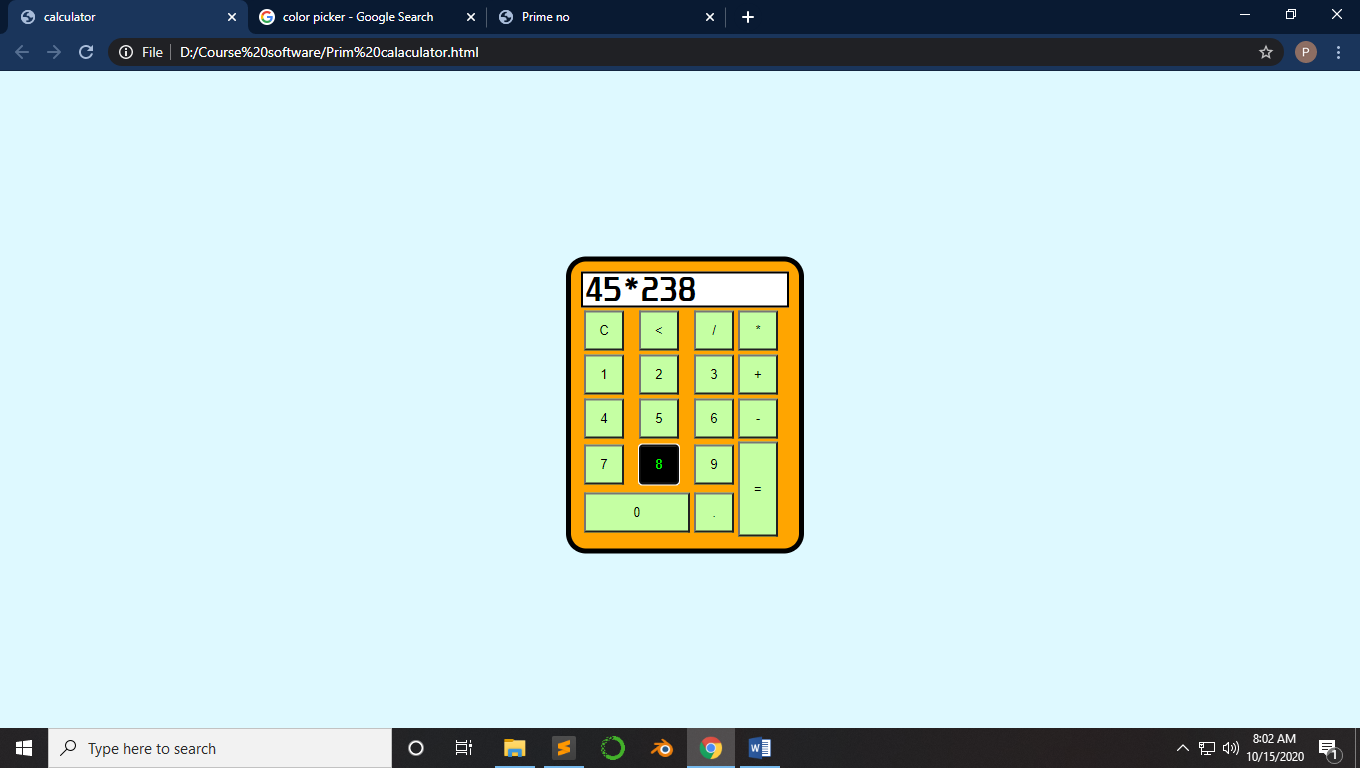 calculator
color picker - Google Search
Prime no
File
D:/Course%20software/Prim%20calaculator.html
P
45*238
C < / *
1 2 3 +
4 5 6 -
7 8 9
=
0 .
Type here to search
8:02 AM
10/15/2020
1